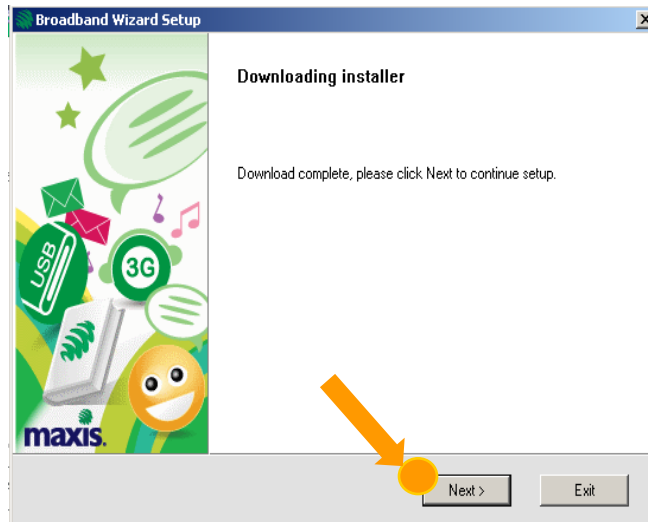 Broadband Wizard Setup
Downloading installer
Download complete, please click Next to continue setup.
USB
3G
maxis.
Next >
Exit